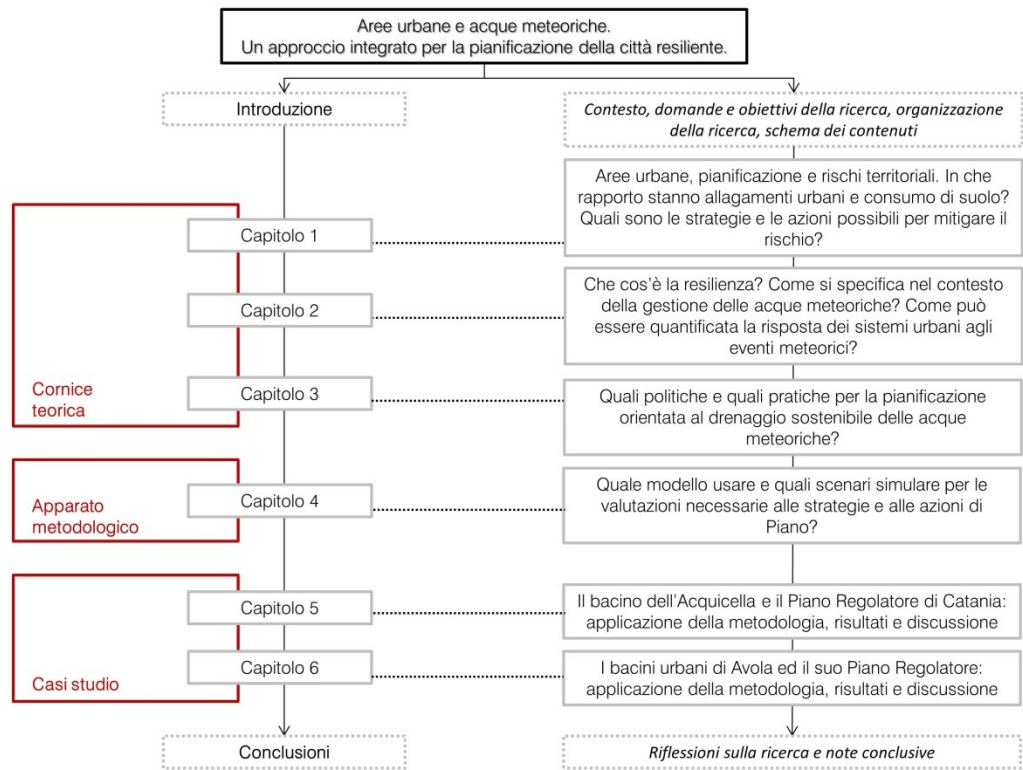 Aree urbane e acque meteoriche.
Un approccio integrato per la pianificazione della città resiliente.
Introduzione
Contesto, domande e obiettivi della ricerca, organizzazione
della ricerca, schema dei contenuti
Cornice
teorica
Capitolo 1
Aree urbane, pianificazione e rischi territoriali. In che
rapporto stanno allagamenti urbani e consumo di suolo?
Quali sono le strategie e le azioni possibili per mitigare il
rischio?
Capitolo 2
Che cos'è la resilienza? Come si specifica nel contesto
della gestione delle acque meteoriche? Come può
essere quantificata la risposta dei sistemi urbani agli
eventi meteorici?
Capitolo 3
Quali politiche e quali pratiche per la pianificazione
orientata al drenaggio sostenibile delle acque
meteoriche?
Apparato
metodologico
Capitolo 4
Quale modello usare e quali scenari simulare per le
valutazioni necessarie alle strategie e alle azioni di
Piano?
Casi studio
Capitolo 5
Il bacino dell'Acquicella e il Piano Regolatore di Catania:
applicazione della metodologia, risultati e discussione
Capitolo 6
I bacini urbani di Avola ed il suo Piano Regolatore:
applicazione della metodologia, risultati e discussione
Conclusioni
Riflessioni sulla ricerca e note conclusive